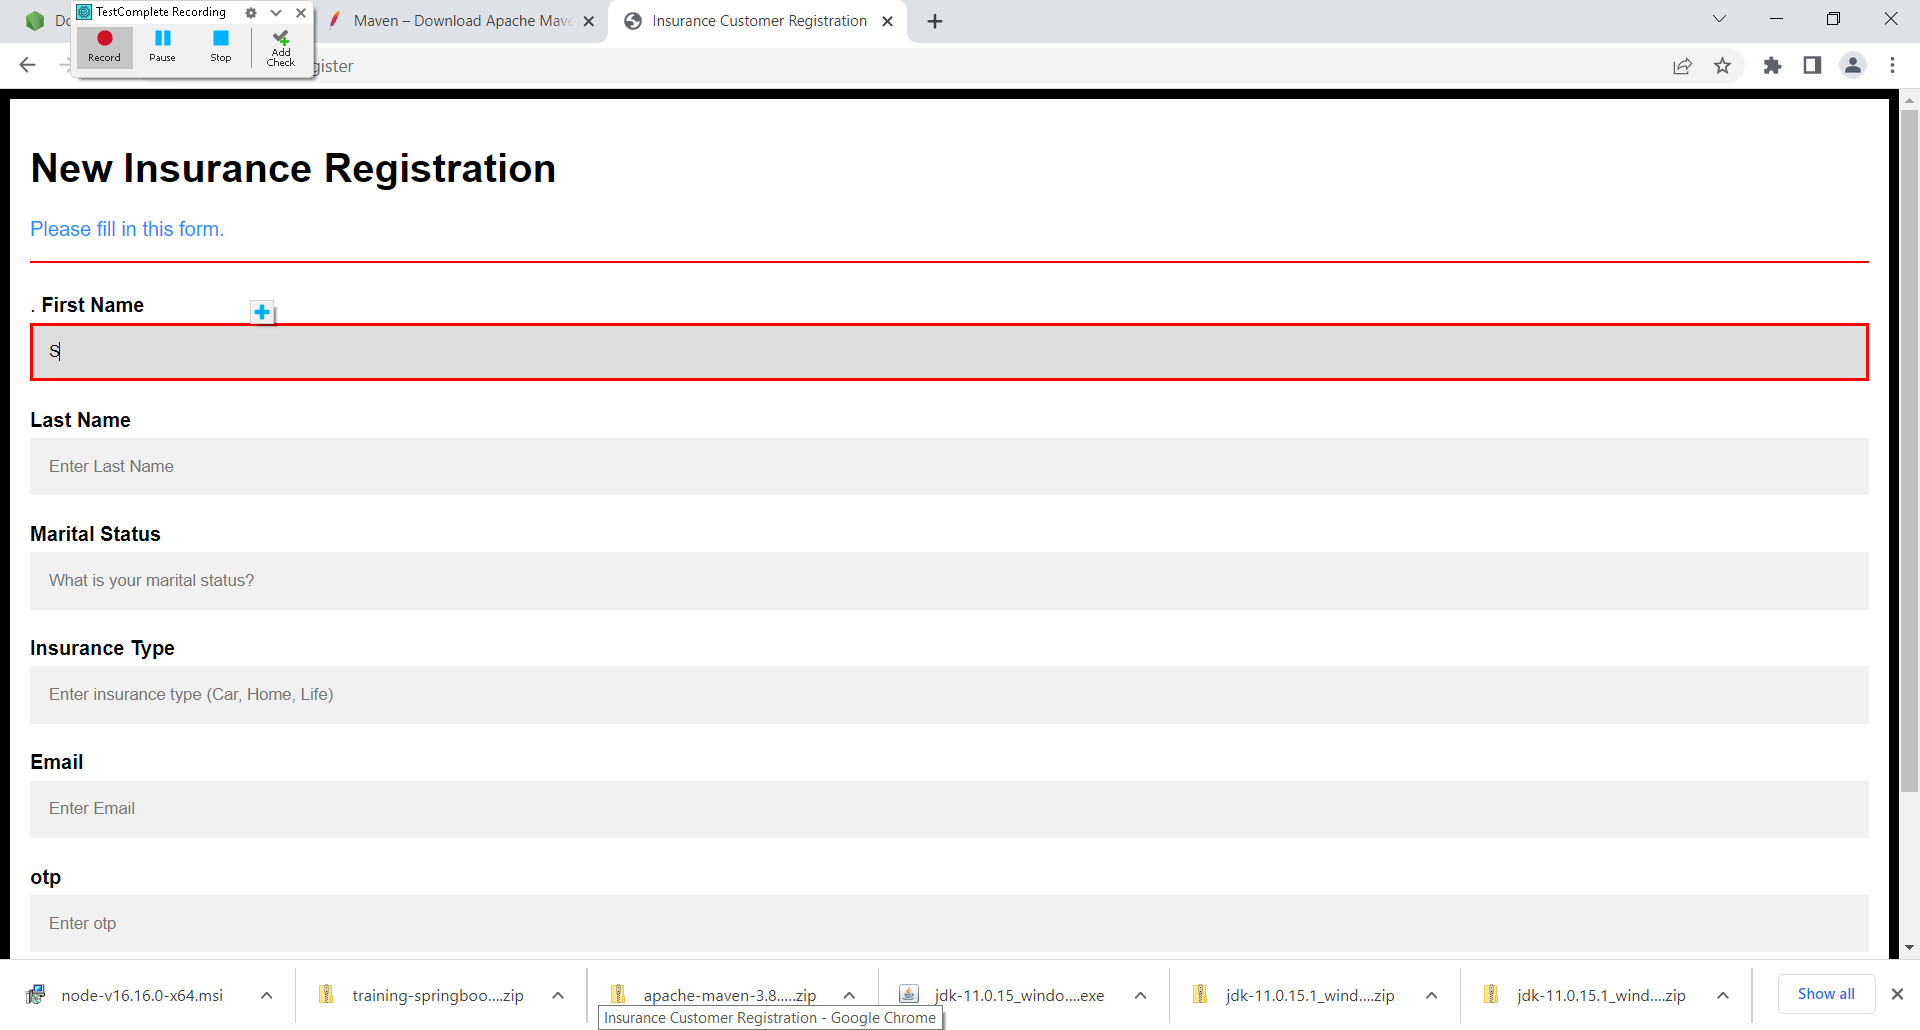 Do
TestComplete Recording
Maven – Download Apache Mave
Insurance Customer Registration
Record
Pause
Stop
Add
Check
gister
New Insurance Registration
Please fill in this form.
. First Name
S
Last Name
Enter Last Name
Marital Status
What is your marital status?
Insurance Type
Enter insurance type (Car, Home, Life)
Email
Enter Email
otp
Enter otp
node-v16.16.0-x64.msi
training-springboo....zip
apache-maven-3.8.....zip
jdk-11.0.15_windo....exe
jdk-11.0.15.1_wind....zip
jdk-11.0.15.1_wind....zip
Show all
Insurance Customer Registration - Google Chrome